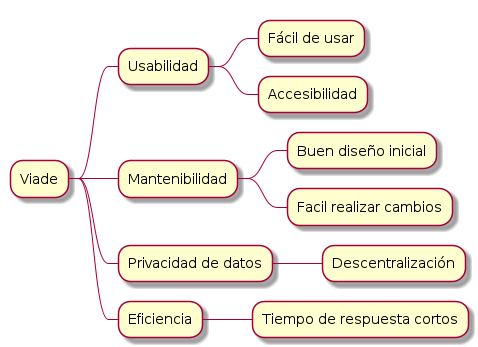 Viade
Usabilidad
Fácil de usar
Accesibilidad
Mantenibilidad
Buen diseño inicial
Facil realizar cambios
Privacidad de datos
Descentralización
Eficiencia
Tiempo de respuesta cortos